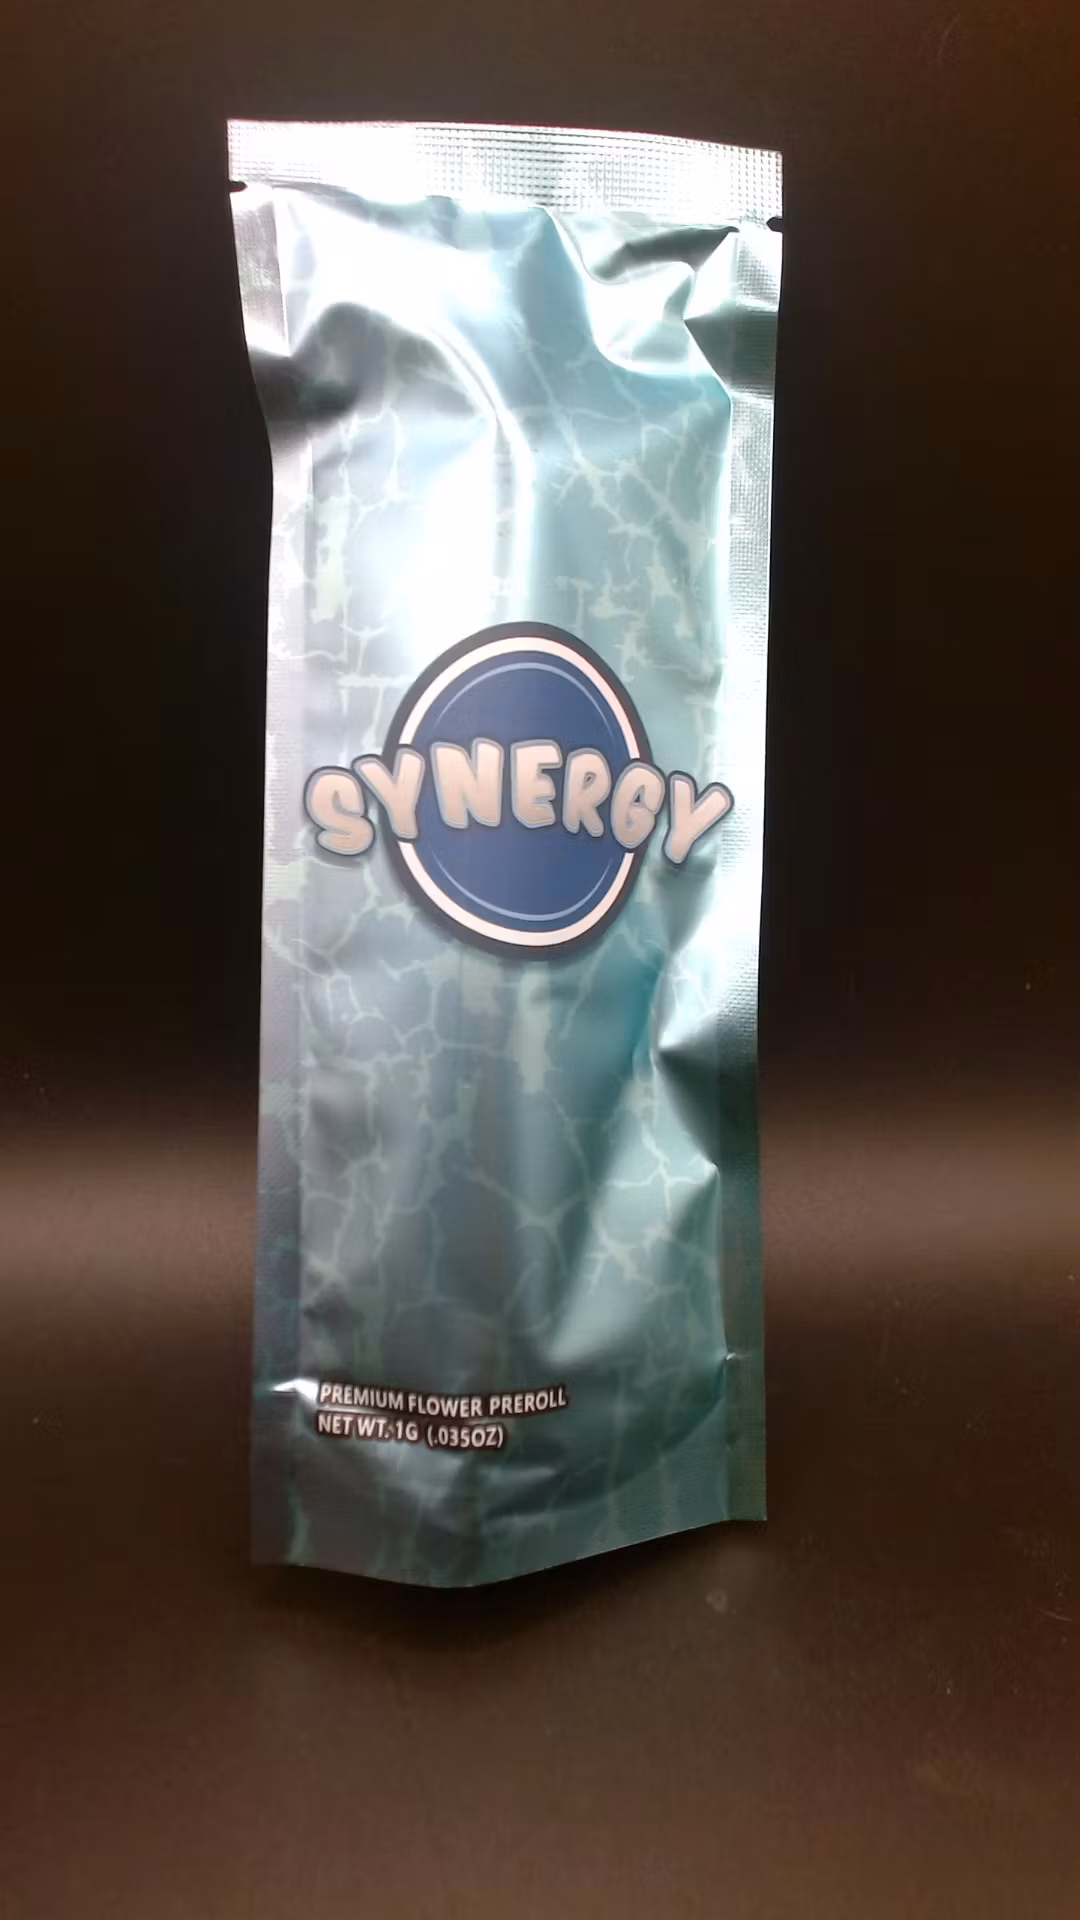 SYNERGY
PREMIUM FLOWER PREROLL
NET WT. 1G (.035OZ)